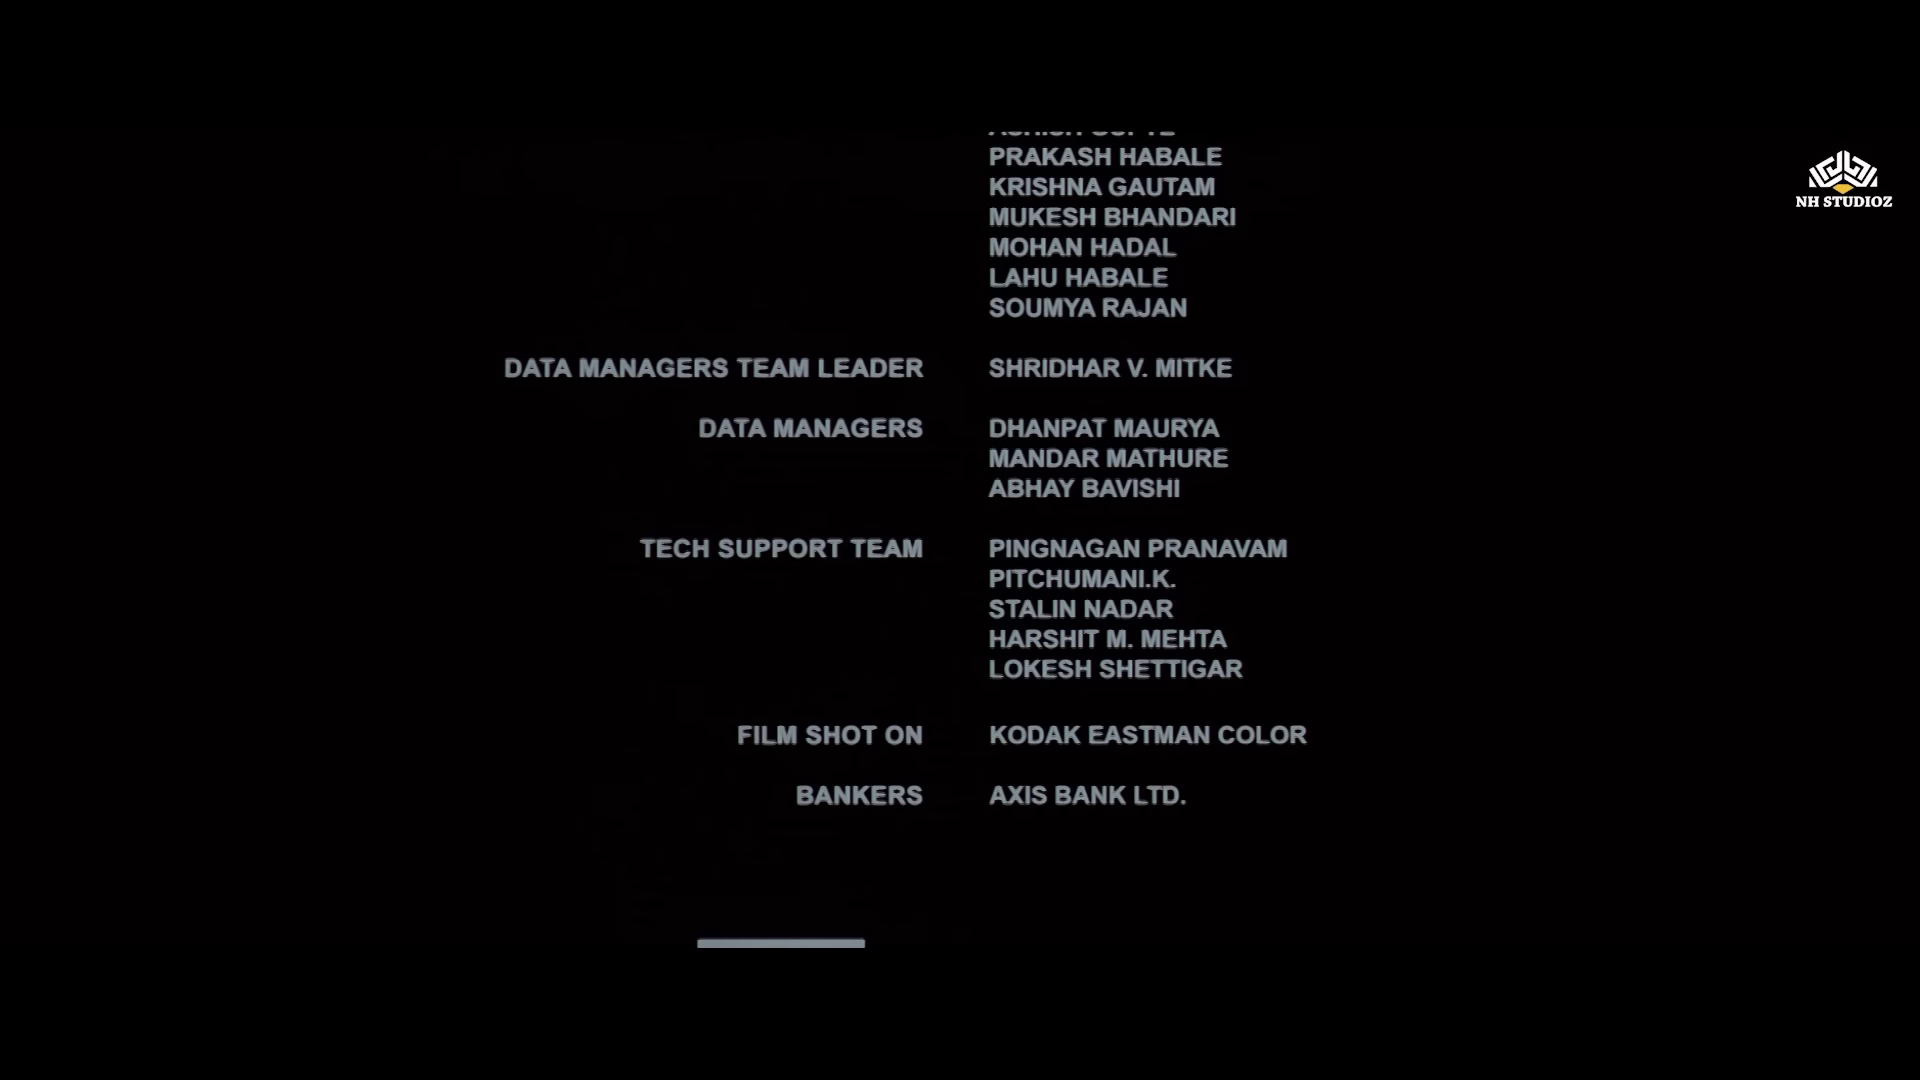 PRAKASH HABALE
KRISHNA GAUTAM
MUKESH BHANDARI
MOHAN HADAL
LAHU HABALE
SOUMYA RAJAN
DATA MANAGERS TEAM LEADER SHRIDHAR V. MITKE
DATA MANAGERS DHANPAT MAURYA
MANDAR MATHURE
ABHAY BAVISHI
TECH SUPPORT TEAM PINGNAGAN PRANAVAM
PITCHUMANI.K.
STALIN NADAR
HARSHIT M. MEHTA
LOKESH SHETTIGAR
FILM SHOT ON KODAK EASTMAN COLOR
BANKERS AXIS BANK LTD.
NH STUDIOZ